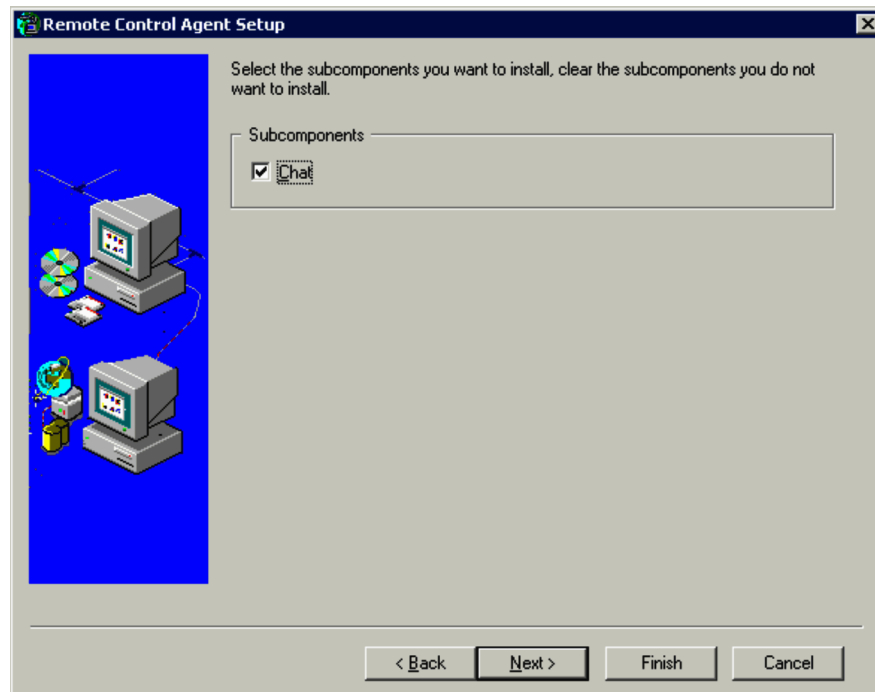 Remote Control Agent Setup
Select the subcomponents you want to install, clear the subcomponents you do not
want to install.
Subcomponents
Chat
< Back
Next >
Finish
Cancel